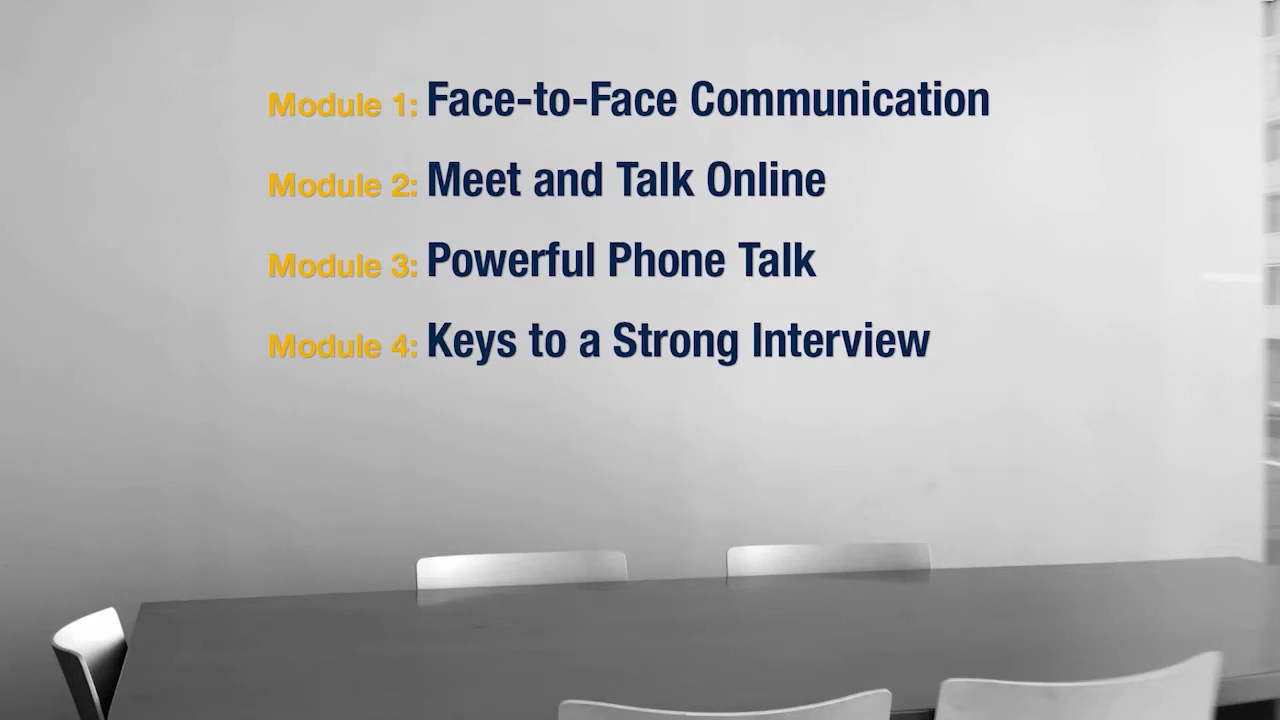 Module 1: Face-to-Face Communication
Module 2: Meet and Talk Online
Module 3: Powerful Phone Talk
Module 4: Keys to a Strong Interview